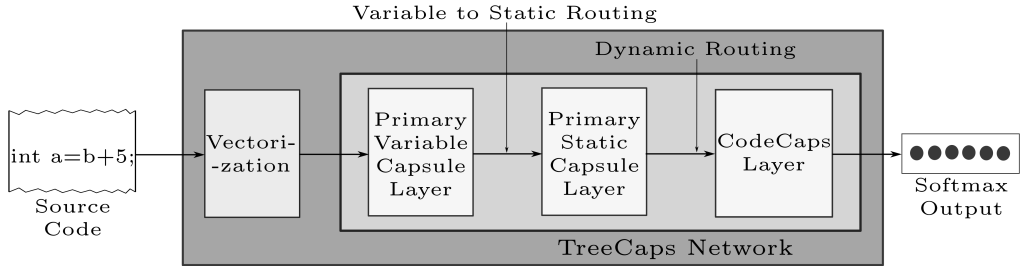 Variable to Static Routing
Dynamic Routing
int a=b+5;
Source
Code
Vectori-
-zation
Primary
Variable
Capsule
Layer
Primary
Static
Capsule
Layer
CodeCaps
Layer
Softmax
Output
TreeCaps Network